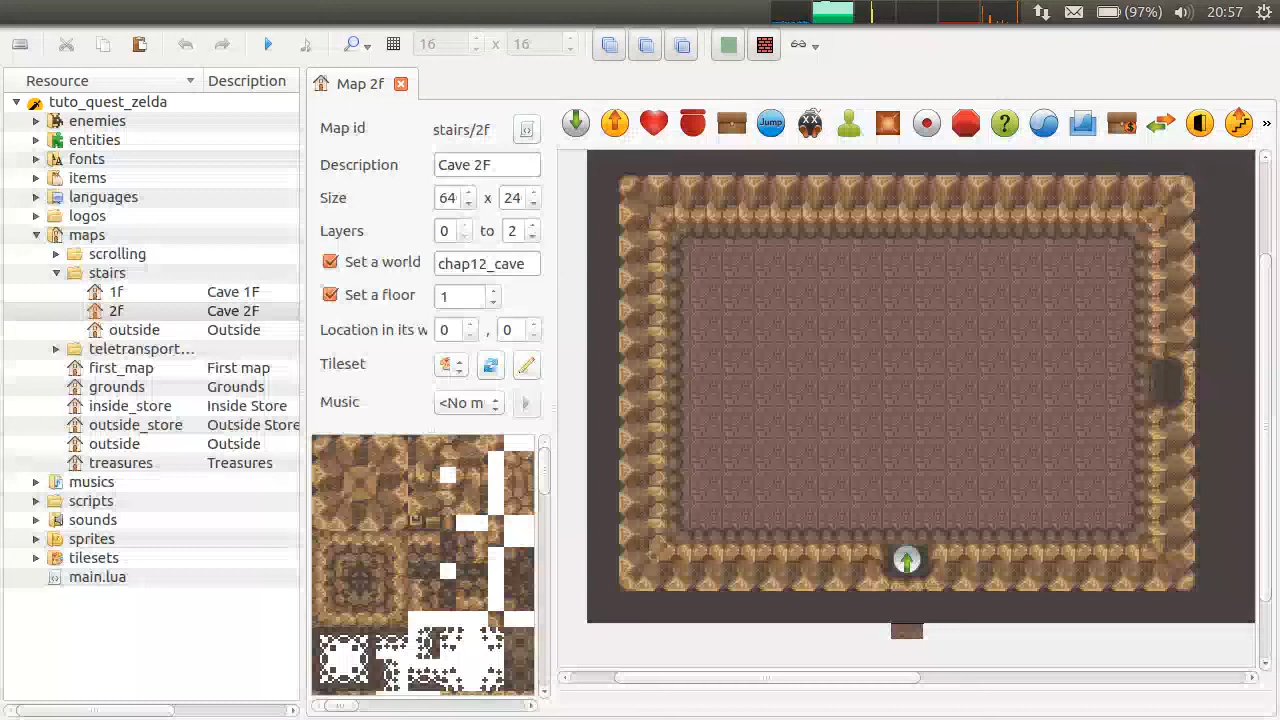 (97%) 20:57
16 x 16
Resource Description
Map 2f
tuto_quest_zelda
enemies
entities
fonts
items
languages
logos
maps
scrolling
stairs
1f Cave 1F
2f Cave 2F
outside Outside
teletransport...
first_map First map
grounds Grounds
inside_store Inside Store
outside_store Outside Store
outside Outside
treasures Treasures
musics
scripts
sounds
sprites
tilesets
main.lua
Map id stairs/2f
Description Cave 2F
Size 64 x 24
Layers 0 to 2
Set a world chap12_cave
Set a floor 1
Location in its w 0 , 0
Tileset
Music <No m
Jump
?
$
»